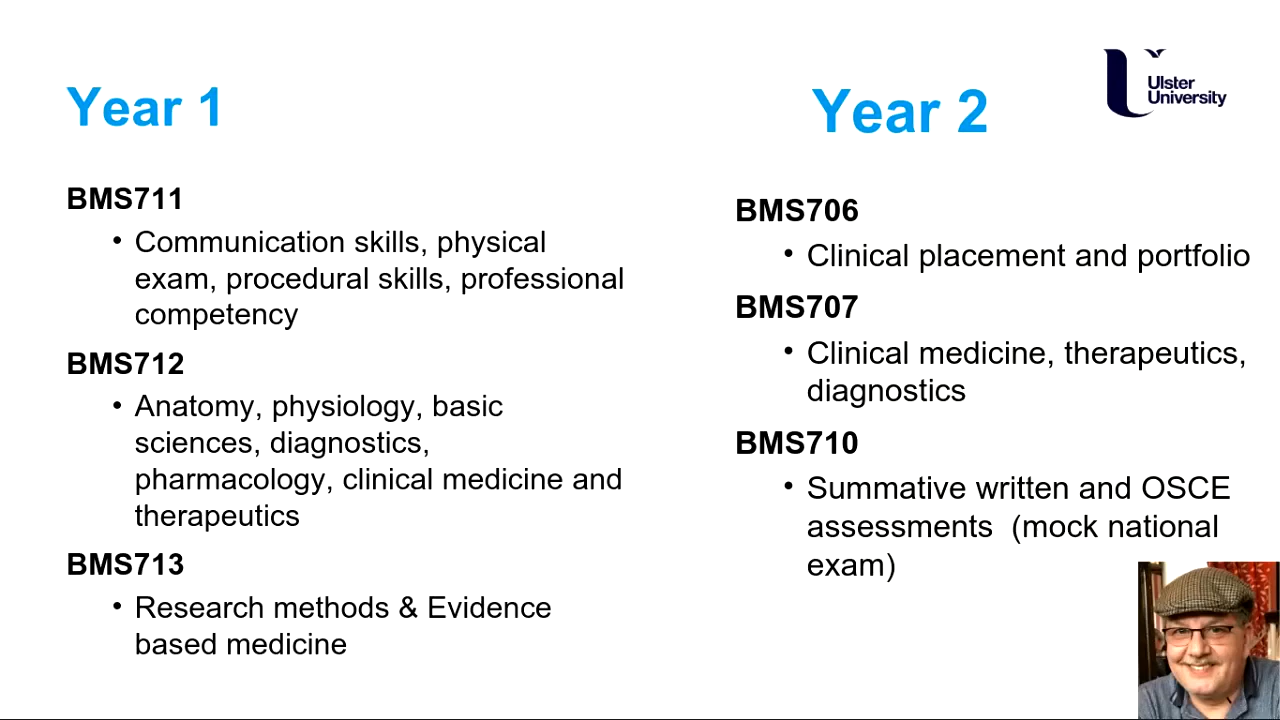 Year 1
BMS711
• Communication skills, physical
exam, procedural skills, professional
competency
BMS712
• Anatomy, physiology, basic
sciences, diagnostics,
pharmacology, clinical medicine and
therapeutics
BMS713
• Research methods & Evidence
based medicine
Year 2
BMS706
• Clinical placement and portfolio
BMS707
• Clinical medicine, therapeutics,
diagnostics
BMS710
• Summative written and OSCE
assessments  (mock national
exam)
Ulster
University